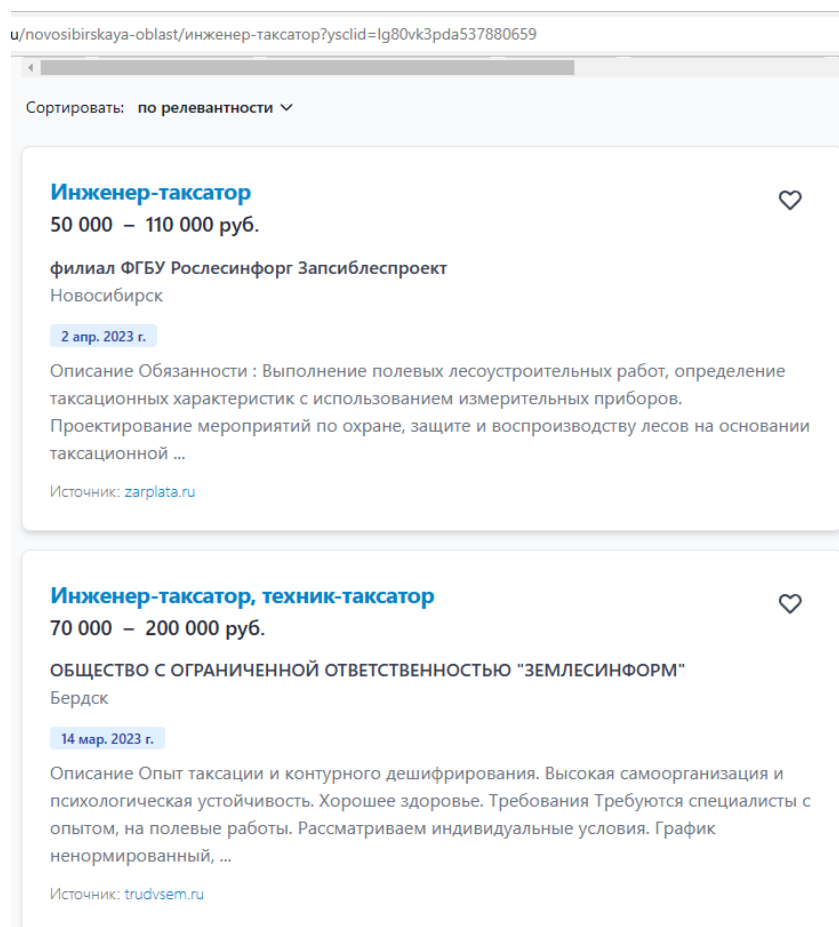 u/novosibirskaya-oblast/инженер-таксатор?ysclid=lg80vk3pda537880659
Сортировать: по релевантности
Инженер-таксатор
50 000 – 110 000 руб.
филиал ФГБУ Рослесинфорг Запсиблеспроект
Новосибирск
2 апр. 2023 г.
Описание Обязанности : Выполнение полевых лесоустроительных работ, определение
таксационных характеристик с использованием измерительных приборов.
Проектирование мероприятий по охране, защите и воспроизводству лесов на основании
таксационной ...
Источник: zarplata.ru
Инженер-таксатор, техник-таксатор
70 000 – 200 000 руб.
ОБЩЕСТВО С ОГРАНИЧЕННОЙ ОТВЕТСТВЕННОСТЬЮ "ЗЕМЛЕСИНФОРМ"
Бердск
14 мар. 2023 г.
Описание Опыт таксации и контурного дешифрирования. Высокая самоорганизация и
психологическая устойчивость. Хорошее здоровье. Требования Требуются специалисты с
опытом, на полевые работы. Рассматриваем индивидуальные условия. График
ненормированный, ...
Источник: trudvsem.ru